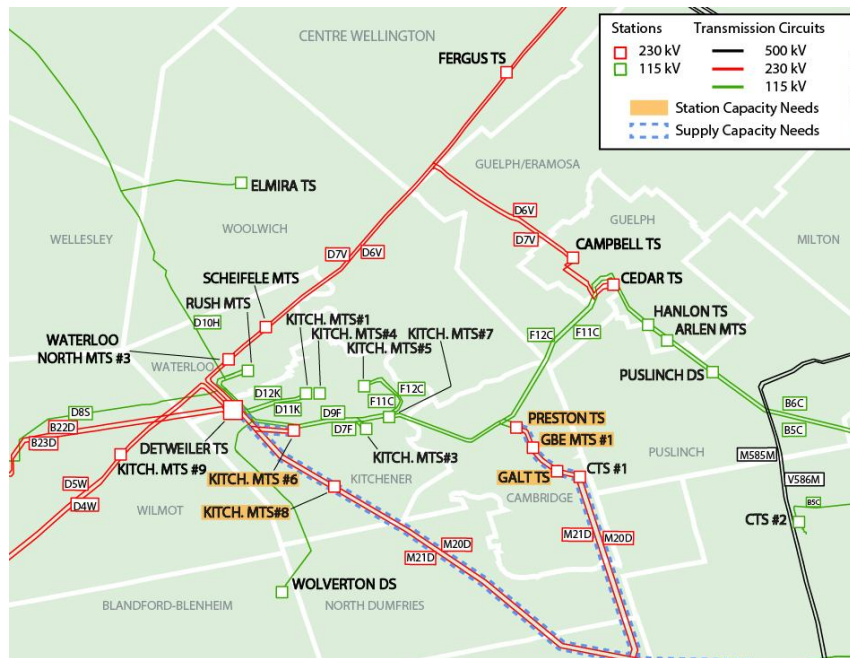 CENTRE WELLINGTON
Stations
Transmission Circuits
230 kV
500 kV
115 kV
230 kV
115 kV
Station Capacity Needs
Supply Capacity Needs
FERGUS TS
GUELPH/ERAMOSA
ELMIRA TS
D6V
GUELPH
WOOLWICH
D7V
WELLESLEY
CAMPBELL TS
MILTON
D7V
D6V
SCHEIFELE MTS
CEDAR TS
RUSH MTS
KITCH. MTS#1
HANLON TS
D10H
KITCH. MTS#4
KITCH. MTS#7
F12C
F11C
ARLEN MTS
WATERLOO
NORTH MTS #3
KITCH. MTS#5
WATERLOO
PUSLINCH DS
D12K
F12C
D8S
D11K
F11C
B6C
D9F
PRESTON TS
B22D
D7F
B5C
B23D
GBE MTS #1
DETWEILER TS
PUSLINCH
M585M
KITCH. MTS #9
KITCH. MTS#3
GALT TS
CTS #1
KITCH. MTS #6
KITCHENER
V586M
D5W
CAMBRIDGE
B5C
D4W
WILMOT
KITCH. MTS#8
CTS #2
M20D
M21D
M21D
M20D
WOLVERTON DS
BLANDFORD-BLENHEIM
NORTH DUMFRIES